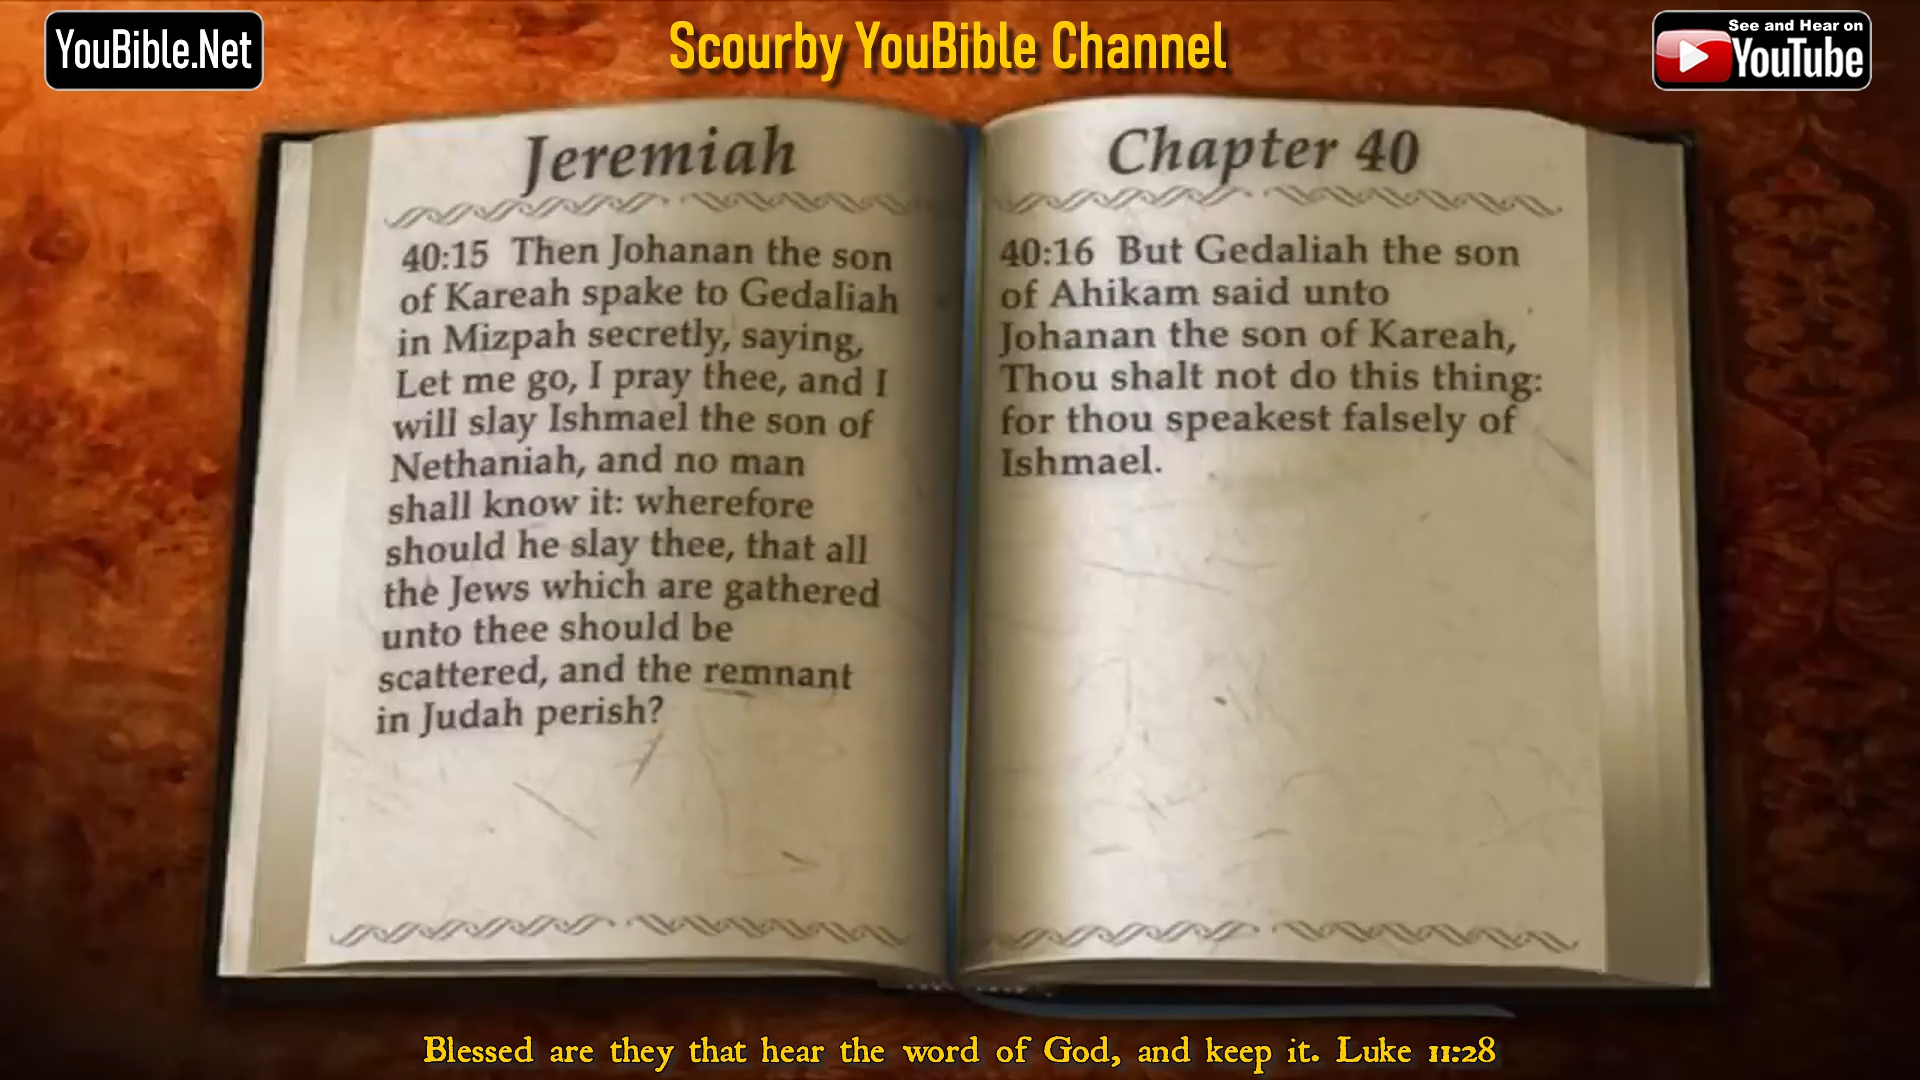 YouBible.Net
Scourby YouBible Channel
See and Hear on
YouTube
Jeremiah
40:15 Then Johanan the son
of Kareah spake to Gedaliah
in Mizpah secretly, saying,
Let me go, I pray thee, and I
will slay Ishmael the son of
Nethaniah, and no man
shall know it: wherefore
should he slay thee, that all
the Jews which are gathered
unto thee should be
scattered, and the remnant
in Judah perish?
Chapter 40
40:16 But Gedaliah the son
of Ahikam said unto
Johanan the son of Kareah,
Thou shalt not do this thing:
for thou speakest falsely of
Ishmael.
Blessed are they that hear the word of God, and keep it. Luke 11:28